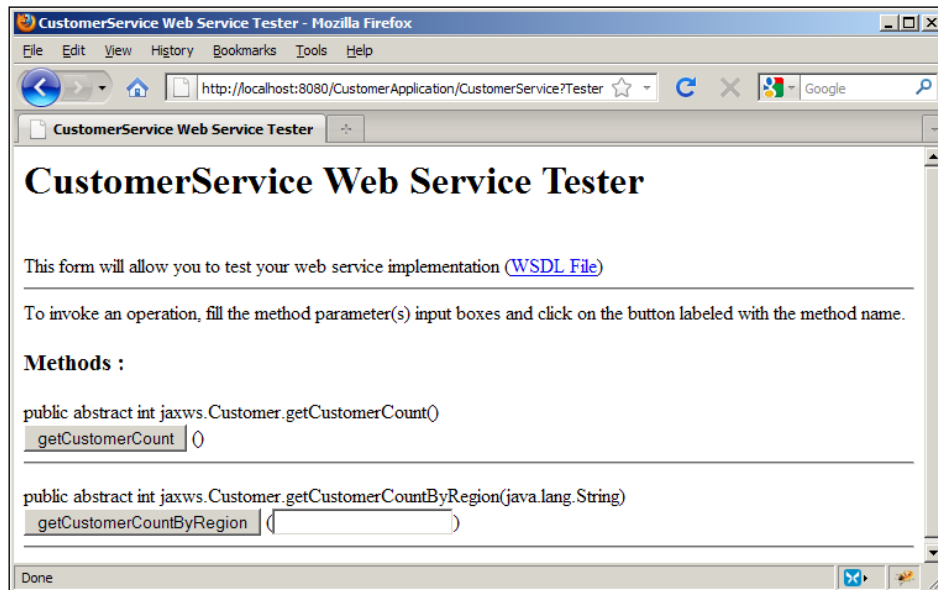 CustomerService Web Service Tester - Mozilla Firefox
File Edit View History Bookmarks Tools Help
http://localhost:8080/CustomerApplication/CustomerService?Tester Google
CustomerService Web Service Tester
CustomerService Web Service Tester
This form will allow you to test your web service implementation (WSDL File)
To invoke an operation, fill the method parameter(s) input boxes and click on the button labeled with the method name.
Methods :
public abstract int jaxws.Customer.getCustomerCount()
getCustomerCount ()
public abstract int jaxws.Customer.getCustomerCountByRegion(java.lang.String)
getCustomerCountByRegion ( )
Done